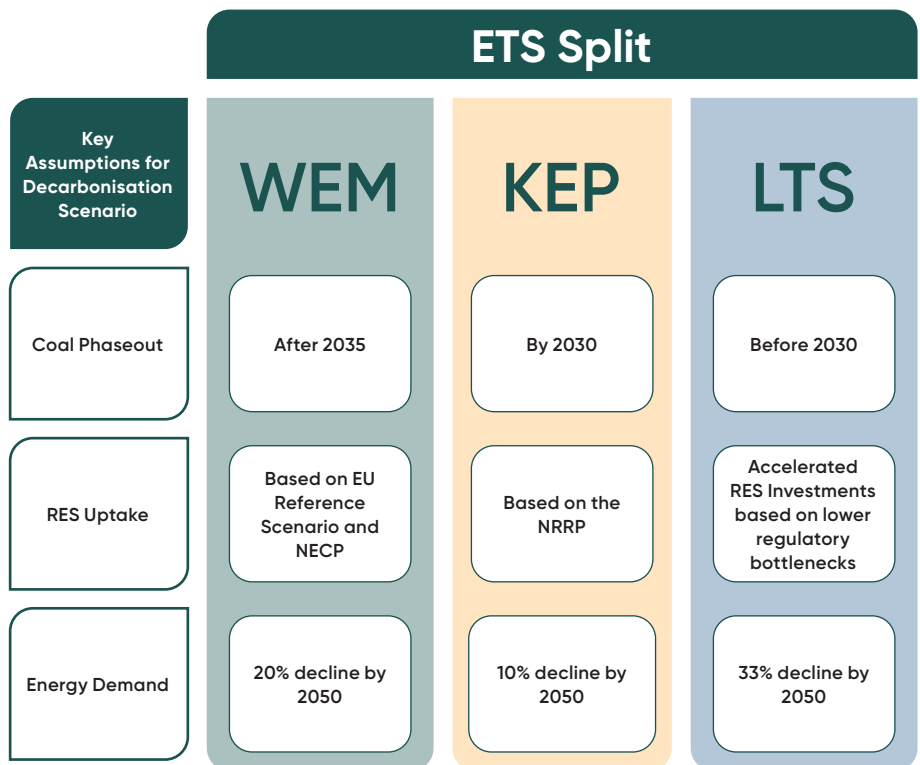 ETS Split
Key
Assumptions for
Decarbonisation
Scenario
WEM
KEP
LTS
Coal Phaseout
After 2035
By 2030
Before 2030
RES Uptake
Based on EU
Reference
Scenario and
NECP
Based on the
NRRP
Accelerated
RES Investments
based on lower
regulatory
bottlenecks
Energy Demand
20% decline by
2050
10% decline by
2050
33% decline by
2050